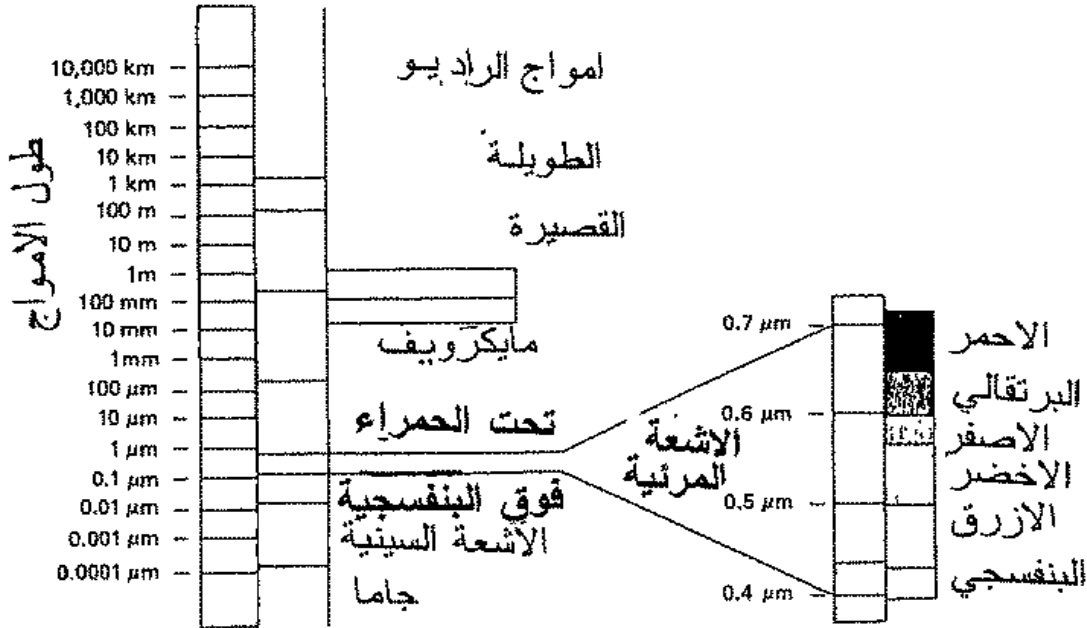 طول الامواج
10,000 km
1,000 km
100 km
10 km
1 km
100 m
10 m
1m
100 mm
10 mm
1mm
100 µm
10 µm
1 µm
0.1 µm
0.01 µm
0.001 µm
0.0001 µm
امواج الراديو
الطويلة
القصيرة
مايكرويف
تحت الحمراء
الاشعة
المرئية
فوق البنفسجية
الاشعة السينية
جاما
0.7 µm
0.6 µm
0.5 µm
0.4 µm
الاحمر
البرتقالي
الاصفر
الاخضر
الازرق
البنفسجي